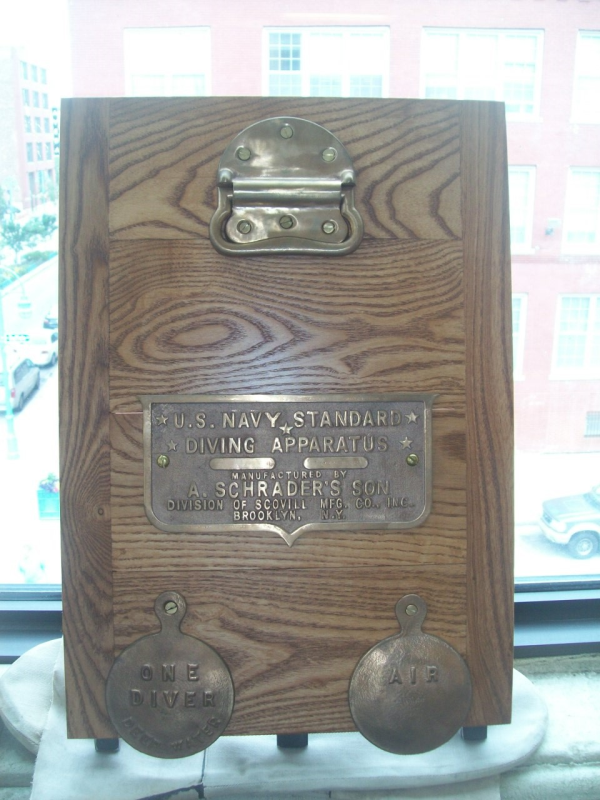 U.S. NAVY STANDARD
DIVING APPARATUS
MANUFACTURED BY
A. SCHRADER'S SON
DIVISION OF SCOVILL MFG. CO., INC.
BROOKLYN, N.Y.
ONE
DIVER
AIR